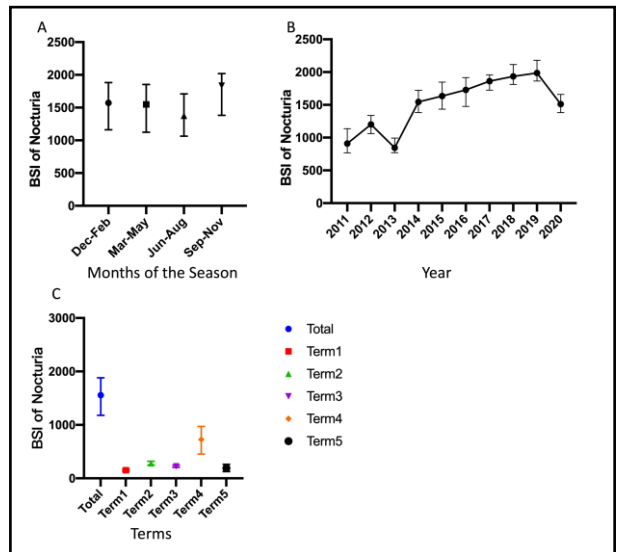 A
BSI of Nocturia
2500
2000
1500
1000
500
0
Dec-Feb
Mar-May
Jun-Aug
Sep-Nov
Months of the Season
B
BSI of Nocturia
2500
2000
1500
1000
500
0
2011
2012
2013
2014
2015
2016
2017
2018
2019
2020
Year
C
BSI of Nocturia
3000
2000
1000
0
Total
Term1
Term2
Term3
Term4
Term5
Terms
Total
Term1
Term2
Term3
Term4
Term5